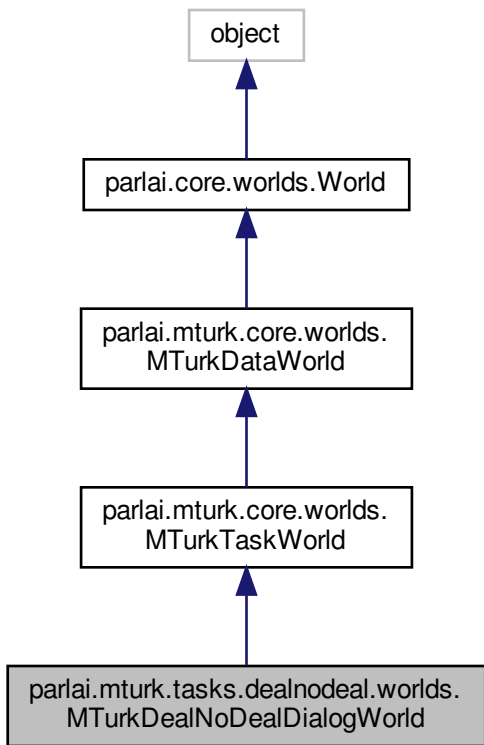 object
parlai.core.worlds.World
parlai.mturk.core.worlds.
MTurkDataWorld
parlai.mturk.core.worlds.
MTurkTaskWorld
parlai.mturk.tasks.dealnodeal.worlds.
MTurkDealNoDealDialogWorld